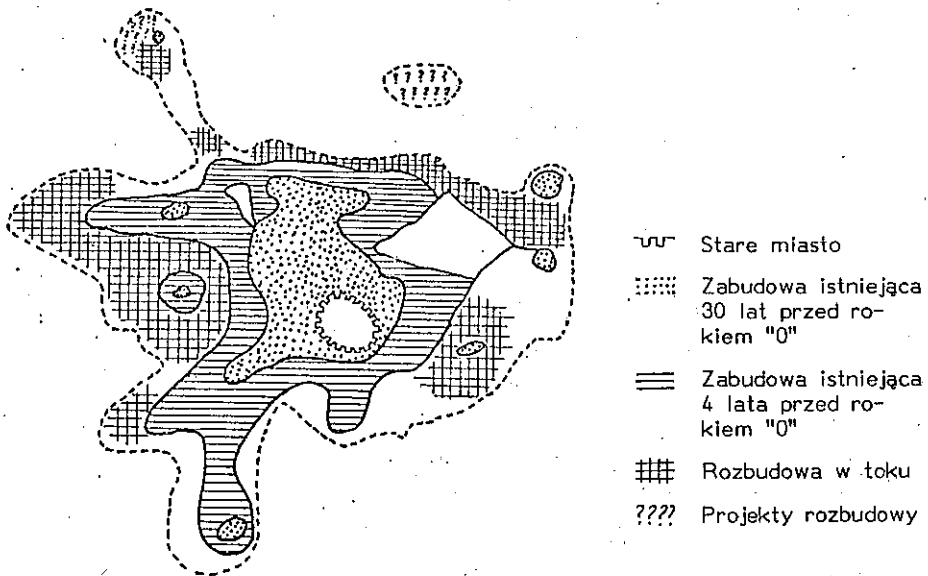 ? ? ? ? ?
? ? ? ? ?
Stare miasto
Zabudowa istniejąca
30 lat przed ro-
kiem "0"
Zabudowa istniejąca
4 lata przed ro-
kiem "0"
Rozbudowa w toku
???? Projekty rozbudowy